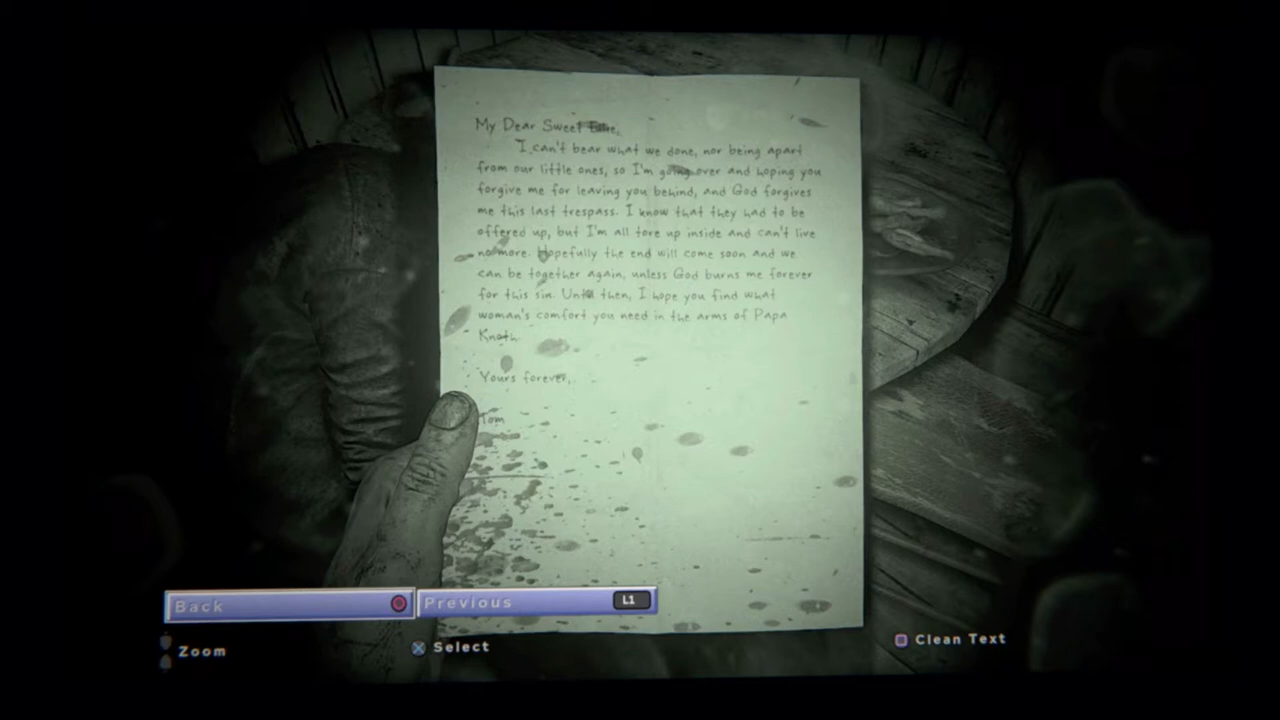 My Dear Sweet
I can't bear what we done, nor being apart
from our little ones, so I'm going over and hoping you
forgive me for leaving you behind, and God forgives
me this last trespass. I know that they had to be
offered up, but I'm all tore up inside and can't live
no more. Hopefully the end will come soon and we
can be together again, unless God burns me forever
for this sin. Until then, I hope you find what
woman's comfort you need in the arms of Papa
Knoth.
Yours forever,
Tom
Back
Previous L1
Zoom
Select
Clean Text